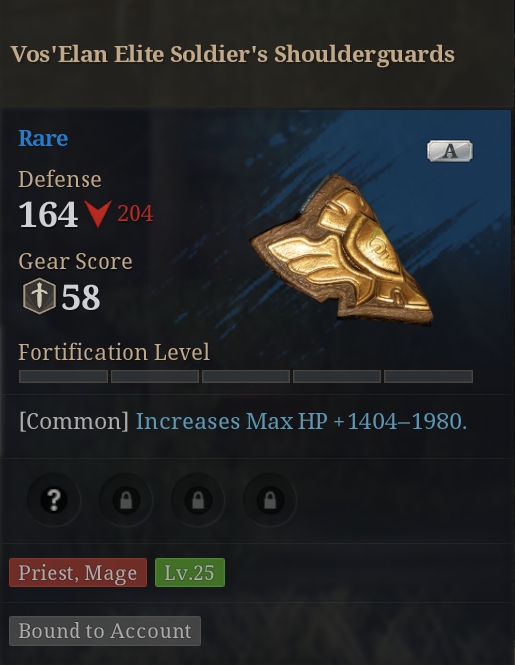 Vos'Elan Elite Soldier's Shoulderguards
Rare
A
Defense
164 204
Gear Score
58
Fortification Level
[Common] Increases Max HP +1404–1980.
?
Priest, Mage Lv.25
Bound to Account